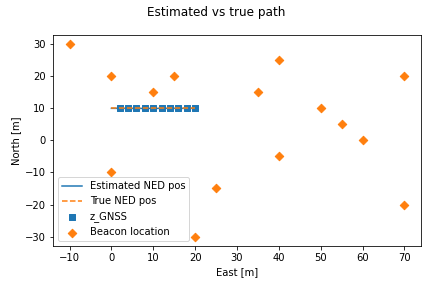 Estimated vs true path
30
20
10
0
−10
−20
−30
North [m]
Estimated NED pos
True NED pos
z_GNSS
Beacon location
−10 0 10 20 30 40 50 60 70
East [m]